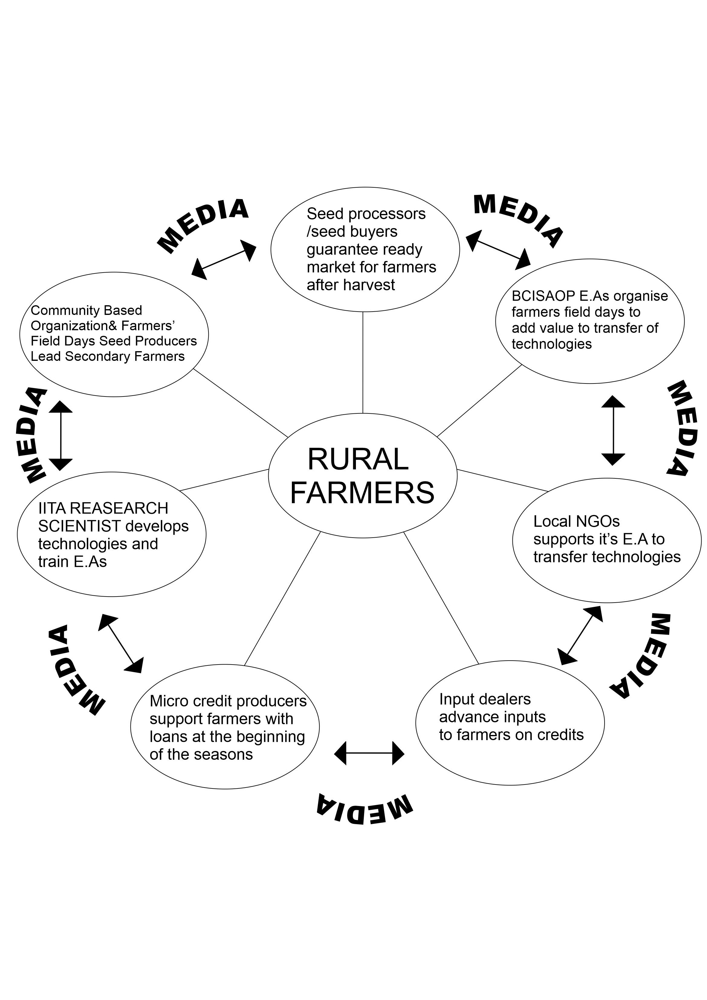 MEDIA
MEDIA
Seed processors
/seed buyers
guarantee ready
market for farmers
after harvest
BCISAOP E.As organise
farmers field days to
add value to transfer of
technologies
Community Based
Organization& Farmers’
Field Days Seed Producers
Lead Secondary Farmers
MEDIA
MEDIA
RURAL
FARMERS
IITA REASEARCH
SCIENTIST develops
technologies and
train E.As
Local NGOs
supports it’s E.A to
transfer technologies
MEDIA
MEDIA
Micro credit producers
support farmers with
loans at the beginning
of the seasons
Input dealers
advance inputs
to farmers on credits
MEDIA